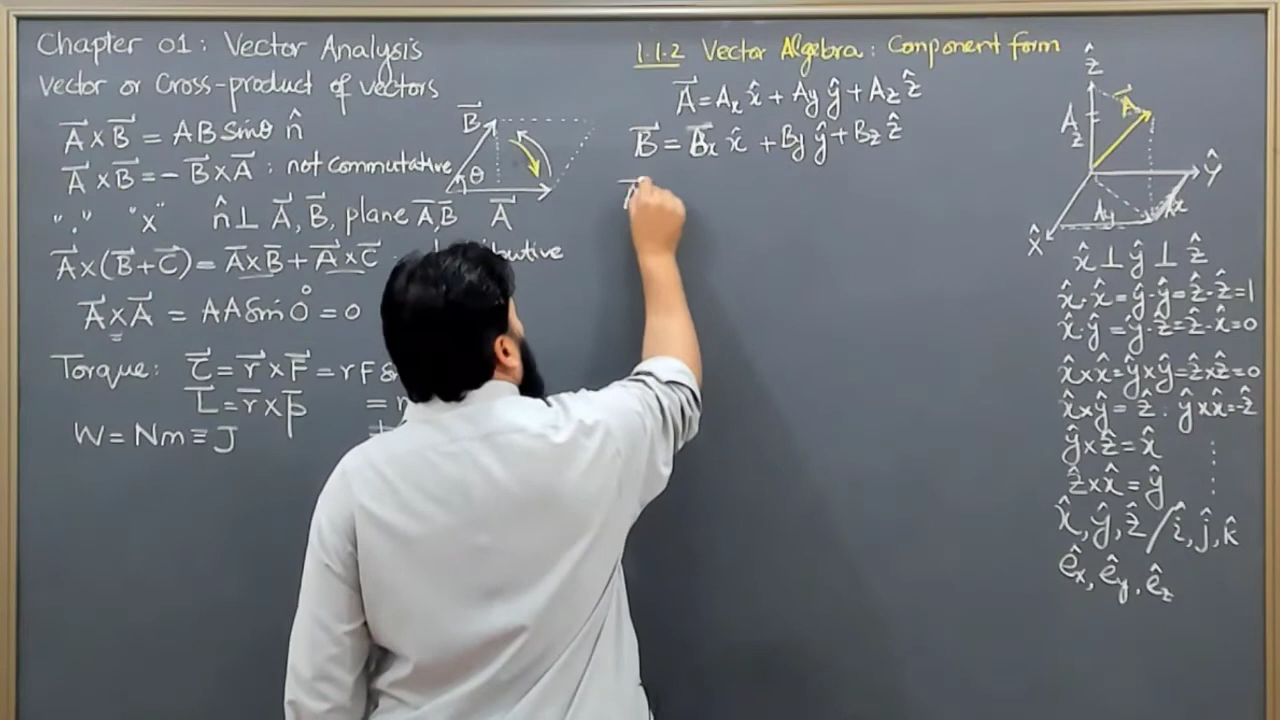 Chapter 01: Vector Analysis
Vector or Cross-product of vectors
A⃗ × B⃗ = AB Sinθ n̂
A⃗ × B⃗ = - B⃗ × A⃗ : not commutative
" . " "x" n̂ ⊥ A⃗, B⃗, plane A⃗,B⃗
A⃗ × (B⃗ + C⃗) = A⃗ × B⃗ + A⃗ × C⃗
A⃗ × A⃗ = AA Sin 0° = 0
Torque: τ⃗ = r⃗ × F⃗ = r F
L⃗ = r⃗ × p⃗ =
W = Nm ≡ J
B⃗
θ
A⃗
1.1.2 Vector Algebra: Component form
A⃗ = Ax x̂ + Ay ŷ + Az ẑ
B⃗ = Bx x̂ + By ŷ + Bz ẑ
ẑ
A⃗
Az
ŷ
Ay Ax
x̂
x̂ ⊥ ŷ ⊥ ẑ
x̂·x̂ = ŷ·ŷ = ẑ·ẑ = 1
x̂·ŷ = ŷ·ẑ = ẑ·x̂ = 0
x̂×x̂ = ŷ×ŷ = ẑ×ẑ = 0
x̂×ŷ = ẑ . ŷ×x̂ = -ẑ
ŷ×ẑ = x̂
ẑ×x̂ = ŷ
x̂, ŷ, ẑ / î, ĵ, k̂
êx, êy, êz